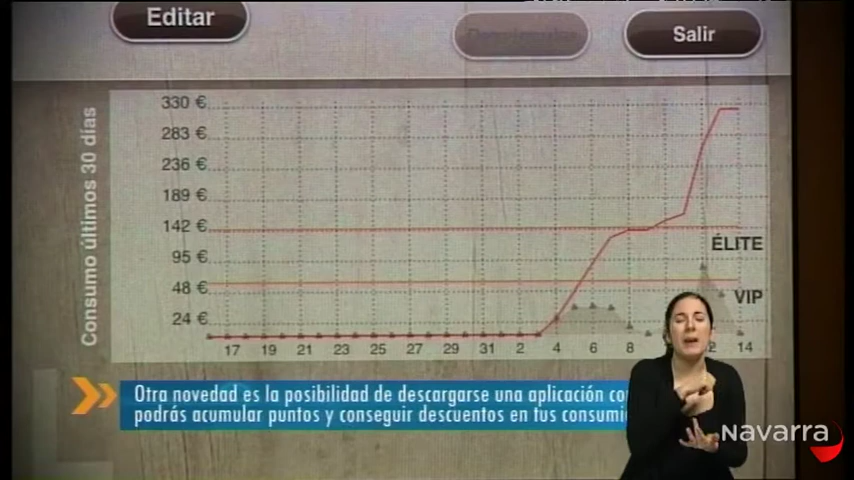 Editar
Salir
Consumo últimos 30 días
330 €
283 €
236 €
189 €
142 €
95 €
48 €
24 €
ÉLITE
VIP
17 19 21 23 25 27 29 31 2 4 6 8 14
Otra novedad es la posibilidad de descargarse una aplicación
podrás acumular puntos y conseguir descuentos en tus
navarra